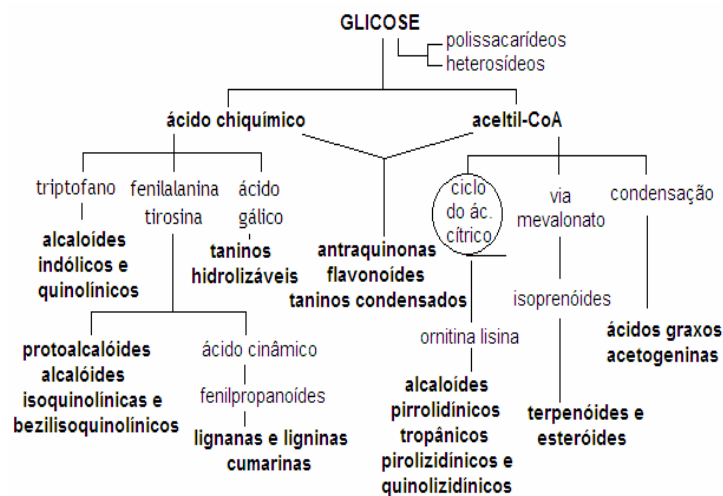 GLICOSE
polissacarídeos
heterosídeos
ácido chiquímico
aceltil-CoA
triptofano
fenilalanina
tirosina
ácido
gálico
ciclo
do ác.
cítrico
via
mevalonato
condensação
alcaloídes
indólicos e
quinolínicos
taninos
hidrolizáveis
antraquinonas
flavonoídes
taninos condensados
isoprenóides
ornitina lisina
ácidos graxos
acetogeninas
protoalcalóides
alcalóides
isoquinolínicas e
bezilisoquinolínicos
ácido cinâmico
fenilpropanoídes
lignanas e ligninas
cumarinas
alcaloídes
pirrolidínicos
tropânicos
pirolizidínicos e
quinolizidínicos
terpenóides e
esteróides